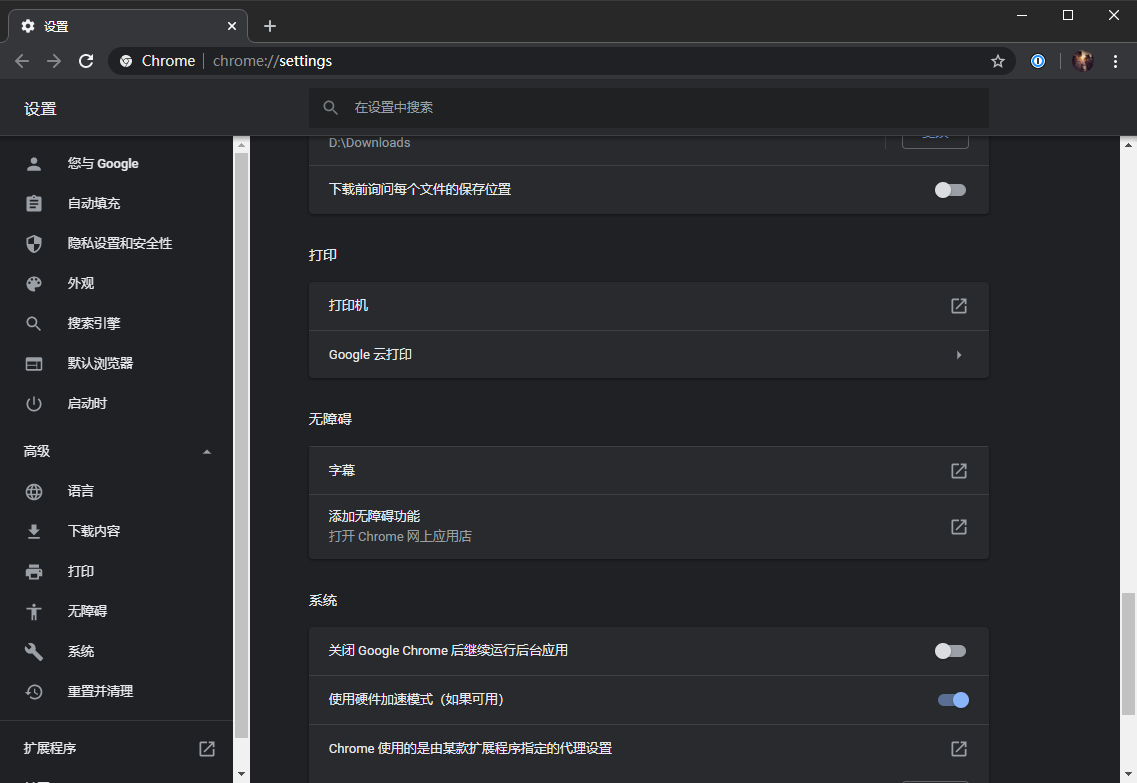 设置
Chrome
chrome://settings
设置
在设置中搜索
您与 Google
自动填充
隐私设置和安全性
外观
搜索引擎
默认浏览器
启动时
高级
语言
下载内容
打印
无障碍
系统
重置并清理
扩展程序
D:\Downloads
下载前询问每个文件的保存位置
打印
打印机
Google 云打印
无障碍
字幕
添加无障碍功能
打开 Chrome 网上应用店
系统
关闭 Google Chrome 后继续运行后台应用
使用硬件加速模式（如果可用）
Chrome 使用的是由某款扩展程序指定的代理设置